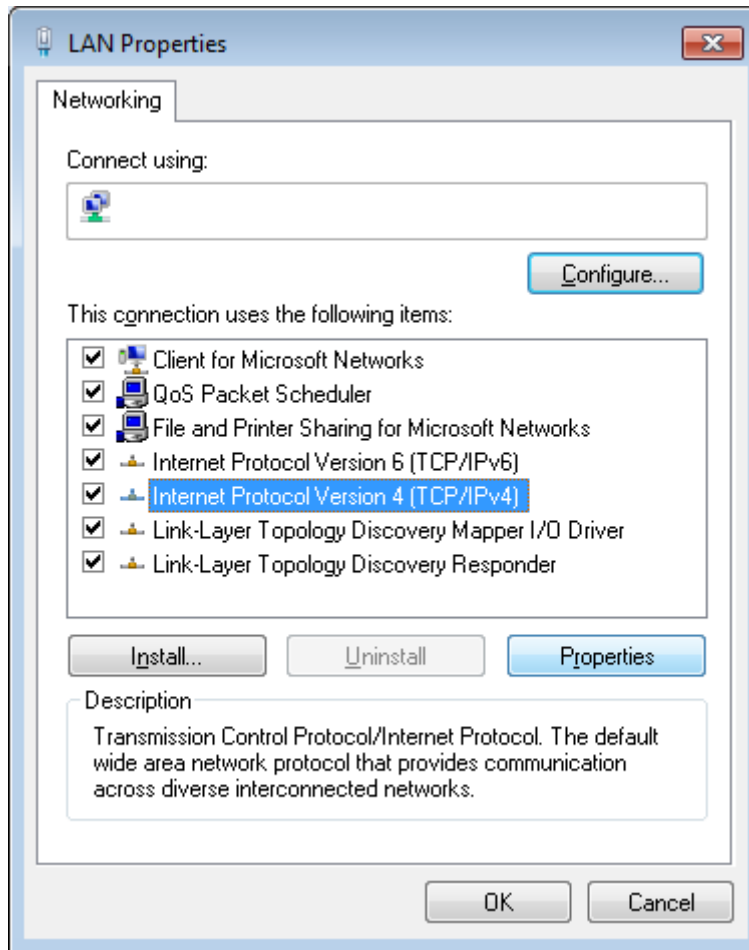 LAN Properties
Networking
Connect using:
Configure...
This connection uses the following items:
Client for Microsoft Networks
QoS Packet Scheduler
File and Printer Sharing for Microsoft Networks
Internet Protocol Version 6 (TCP/IPv6)
Internet Protocol Version 4 (TCP/IPv4)
Link-Layer Topology Discovery Mapper I/O Driver
Link-Layer Topology Discovery Responder
Install... Uninstall Properties
Description
Transmission Control Protocol/Internet Protocol. The default
wide area network protocol that provides communication
across diverse interconnected networks.
OK Cancel